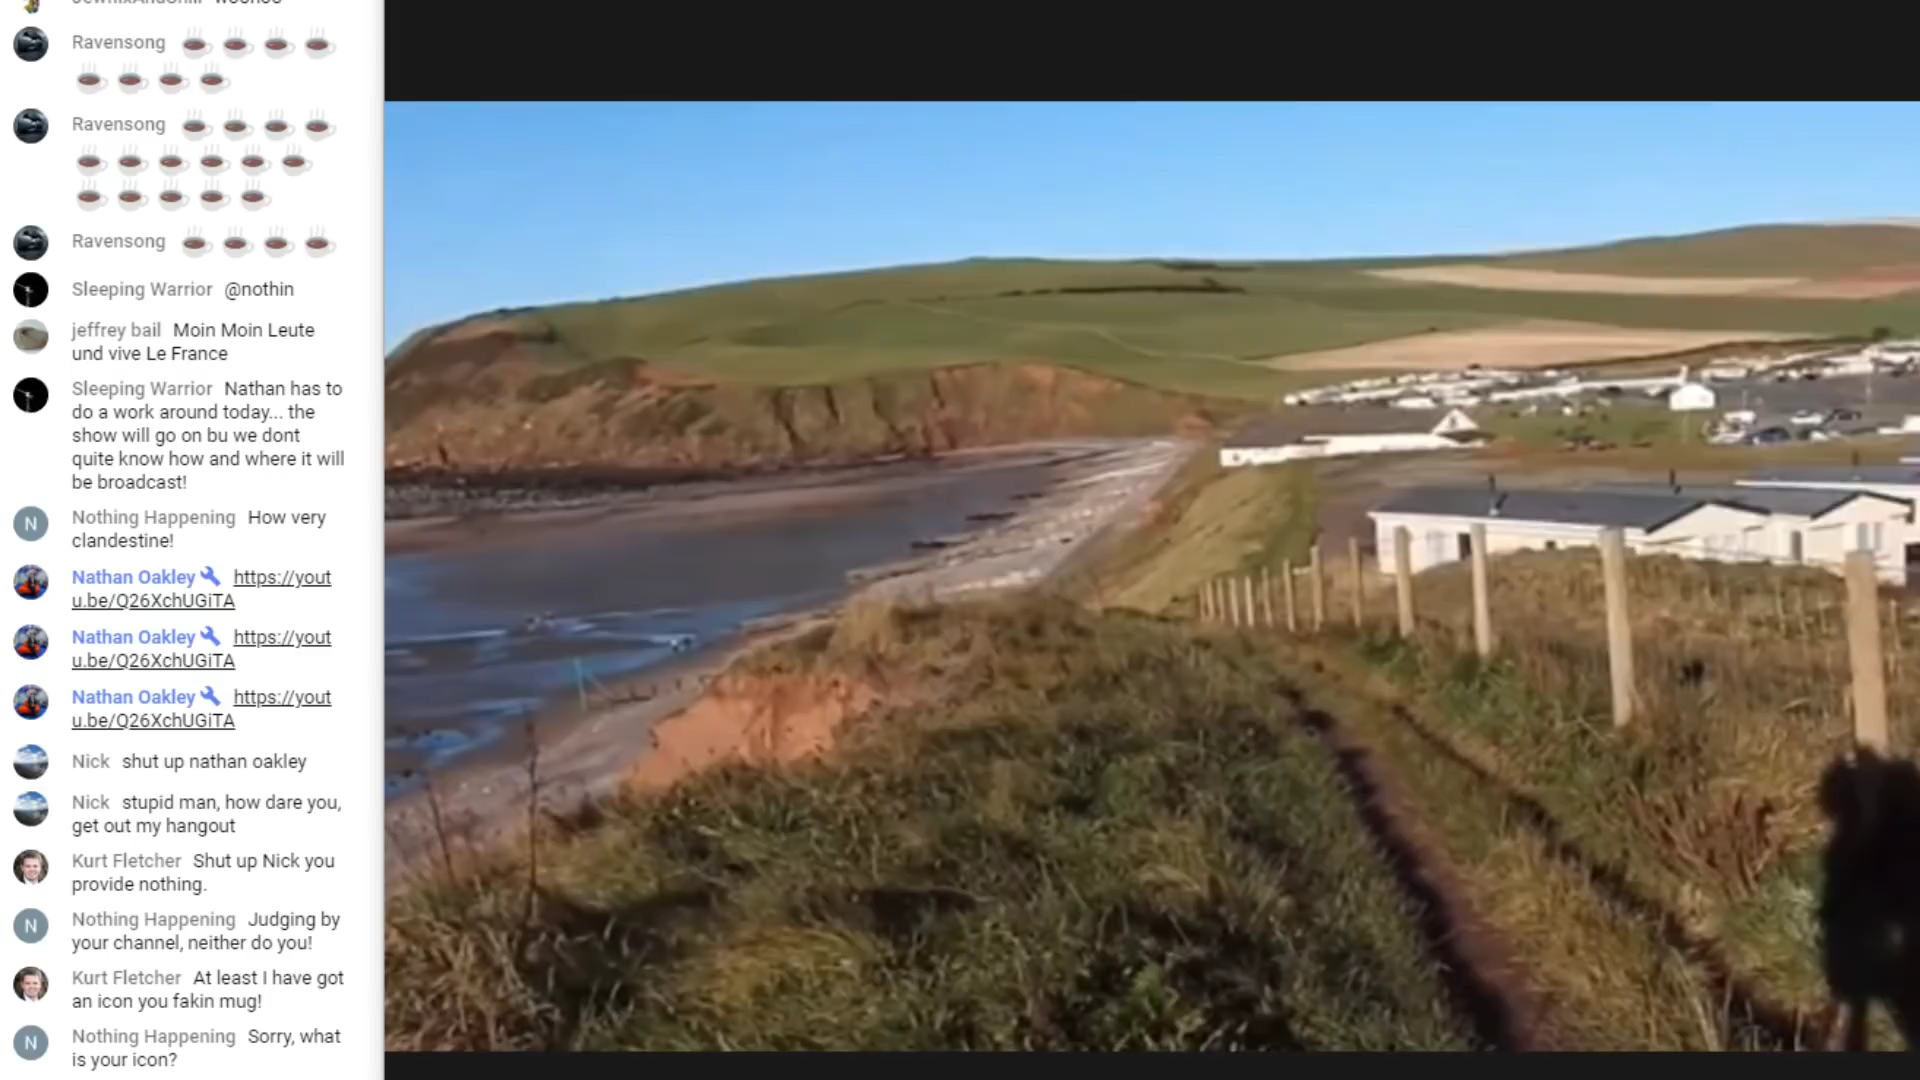 Ravensong ☕ ☕ ☕ ☕
☕ ☕ ☕ ☕
Ravensong ☕ ☕ ☕ ☕
☕ ☕ ☕ ☕ ☕ ☕
☕ ☕ ☕ ☕ ☕
Ravensong ☕ ☕ ☕ ☕
Sleeping Warrior @nothin
jeffrey bail Moin Moin Leute
und vive Le France
Sleeping Warrior Nathan has to
do a work around today... the
show will go on bu we dont
quite know how and where it will
be broadcast!
N Nothing Happening How very
clandestine!
Nathan Oakley https://yout
u.be/Q26XchUGiTA
Nathan Oakley https://yout
u.be/Q26XchUGiTA
Nathan Oakley https://yout
u.be/Q26XchUGiTA
Nick shut up nathan oakley
Nick stupid man, how dare you,
get out my hangout
Kurt Fletcher Shut up Nick you
provide nothing.
N Nothing Happening Judging by
your channel, neither do you!
Kurt Fletcher At least I have got
an icon you fakin mug!
N Nothing Happening Sorry, what
is your icon?